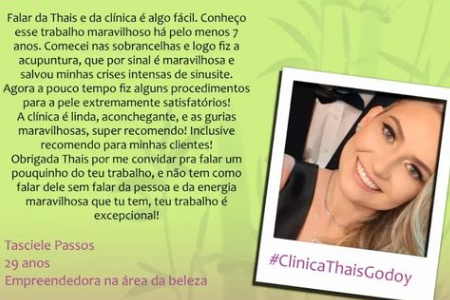 Falar da Thais e da clínica é algo fácil. Conheço
esse trabalho maravilhoso há pelo menos 7
anos. Comecei nas sobrancelhas e logo fiz a
acupuntura, que por sinal é maravilhosa e
salvou minhas crises intensas de sinusite.
Agora a pouco tempo fiz alguns procedimentos
para a pele extremamente satisfatórios!
A clínica é linda, aconchegante, e as gurias
maravilhosas, super recomendo! Inclusive
recomendo para minhas clientes!
Obrigada Thais por me convidar pra falar um
pouquinho do teu trabalho, e não tem como
falar dele sem falar da pessoa e da energia
maravilhosa que tu tem, teu trabalho é
excepcional!
Tasciele Passos
29 anos
Empreendedora na área da beleza
#ClinicaThaisGodoy